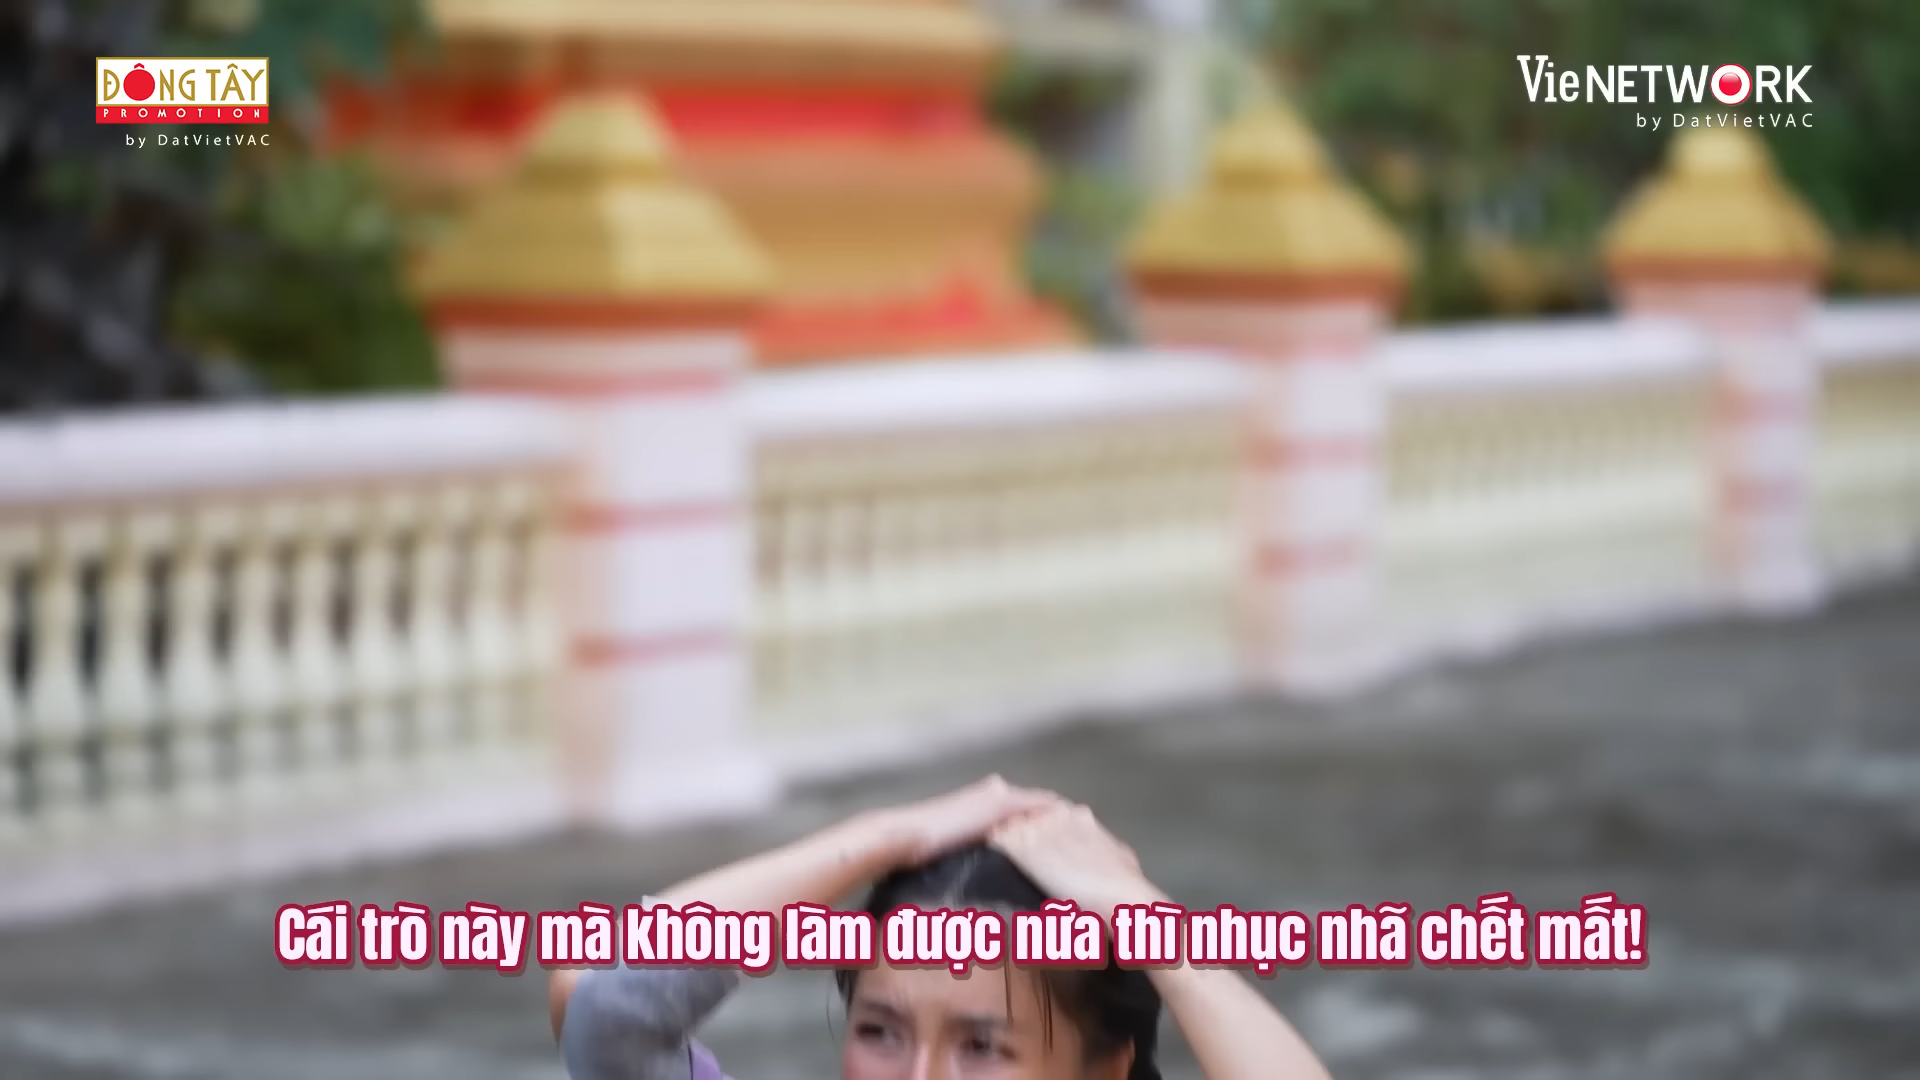 ĐÔNG TÂY
PROMOTION
by DatVietVAC
VieNETWORK
by DatVietVAC
Cái trò này mà không làm được nữa thì nhục nhã chết mất!